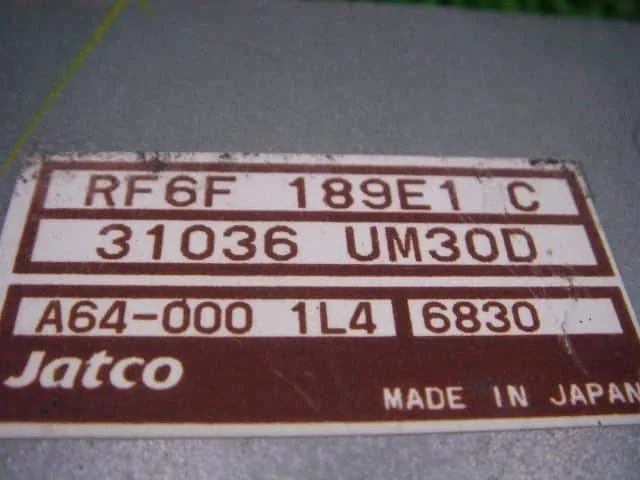 RF6F 189E1 C
31036 UM30D
A64-000 1L4 6830
Jatco
MADE IN JAPAN